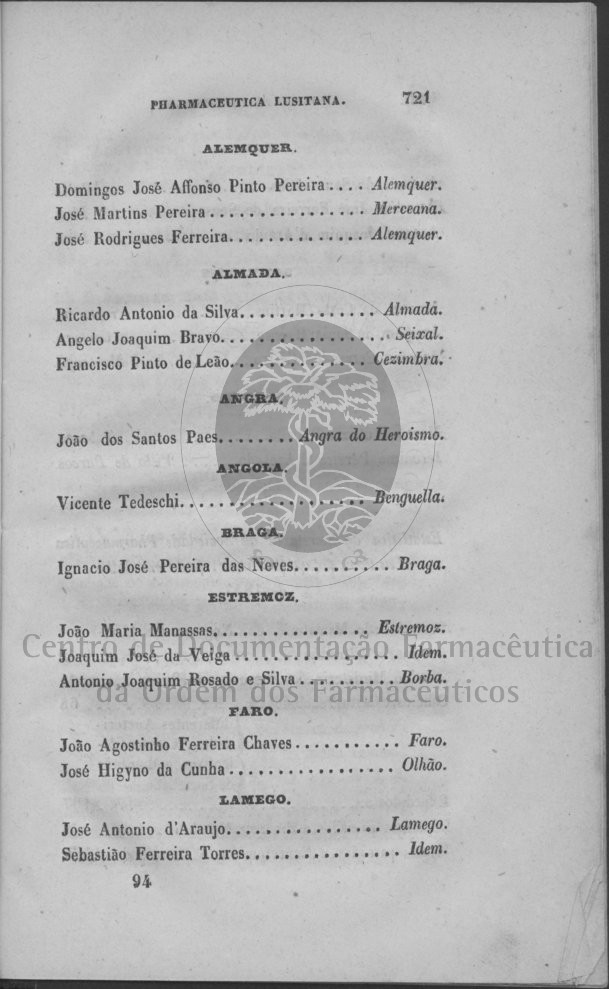 PHARMACEUTICA LUSITANA. 721
ALEMQUER.
Domingos José Affonso Pinto Pereira.... Alemquer.
José Martins Pereira................ Merceana.
José Rodrigues Ferreira.............. Alemquer.
ALMADA.
Ricardo Antonio da Silva.............. Almada.
Angelo Joaquim Bravo................. Seixal.
Francisco Pinto de Leão............... Cezimbra.
ANGRA.
João dos Santos Paes........ Angra do Heroismo.
ANGOLA.
Vicente Tedeschi.................... Benguella.
BRAGA.
Ignacio José Pereira das Neves.......... Braga.
ESTREMOZ.
João Maria Manassas................ Estremoz.
Joaquim José da Veiga................. Idem.
Antonio Joaquim Rosado e Silva.......... Borba.
FARO.
João Agostinho Ferreira Chaves........... Faro.
José Higyno da Cunha................. Olhão.
LAMEGO.
José Antonio d'Araujo................ Lamego.
Sebastião Ferreira Torres................ Idem.
94
Centro de Documentação Farmacêutica
da Ordem dos Farmacêuticos